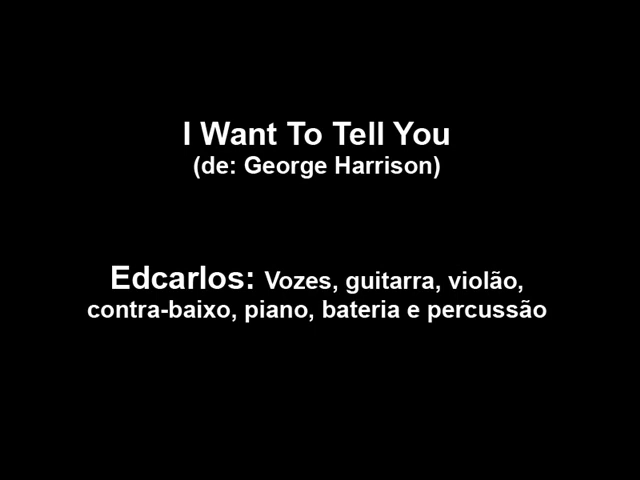 I Want To Tell You
(de: George Harrison)
Edcarlos: Vozes, guitarra, violão,
contra-baixo, piano, bateria e percussão